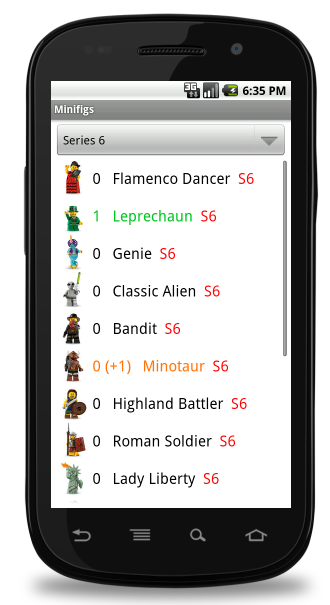 3G 6:35 PM
Minifigs
Series 6
0 Flamenco Dancer S6
1 Leprechaun S6
0 Genie S6
0 Classic Alien S6
0 Bandit S6
0 (+1) Minotaur S6
0 Highland Battler S6
0 Roman Soldier S6
0 Lady Liberty S6